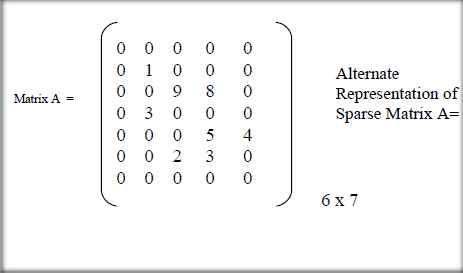 0 0 0 0 0
0 1 0 0 0
0 0 9 8 0
0 3 0 0 0
0 0 0 5 4
0 0 2 3 0
0 0 0 0 0
Matrix A =
Alternate
Representation of
Sparse Matrix A=
6 x 7